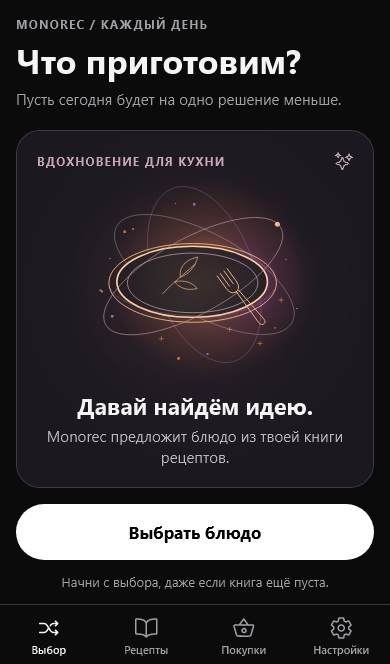 MONOREC / КАЖДЫЙ ДЕНЬ
Что приготовим?
Пусть сегодня будет на одно решение меньше.
ВДОХНОВЕНИЕ ДЛЯ КУХНИ
Давай найдём идею.
Monorec предложит блюдо из твоей книги
рецептов.
Выбрать блюдо
Начни с выбора, даже если книга ещё пуста.
Выбор
Рецепты
Покупки
Настройки